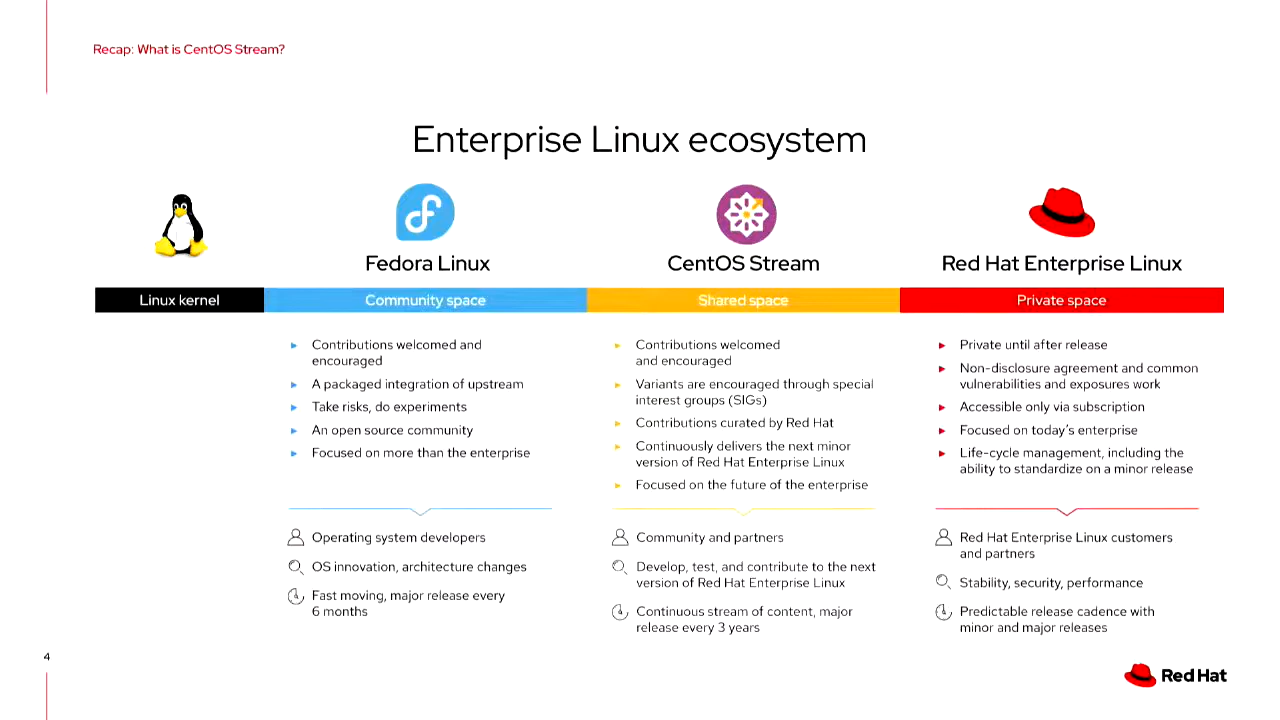 Recap: What is CentOS Stream?
Enterprise Linux ecosystem
Fedora Linux
CentOS Stream
Red Hat Enterprise Linux
Linux kernel
Community space
Shared space
Private space
Contributions welcomed and
encouraged
A packaged integration of upstream
Take risks, do experiments
An open source community
Focused on more than the enterprise
Operating system developers
OS innovation, architecture changes
Fast moving, major release every
6 months
Contributions welcomed
and encouraged
Variants are encouraged through special
interest groups (SIGs)
Contributions curated by Red Hat
Continuously delivers the next minor
version of Red Hat Enterprise Linux
Focused on the future of the enterprise
Community and partners
Develop, test, and contribute to the next
version of Red Hat Enterprise Linux
Continuous stream of content, major
release every 3 years
Private until after release
Non-disclosure agreement and common
vulnerabilities and exposures work
Accessible only via subscription
Focused on today's enterprise
Life-cycle management, including the
ability to standardize on a minor release
Red Hat Enterprise Linux customers
and partners
Stability, security, performance
Predictable release cadence with
minor and major releases
4
Red Hat